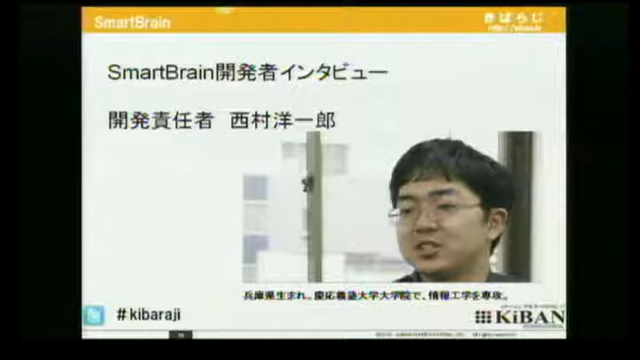 SmartBrain
きばらじ
SmartBrain開発者インタビュー
開発責任者 西村洋一郎
兵庫県生まれ。慶応義塾大学大学院で、情報工学を専攻。
#kibaraji
KiBAN